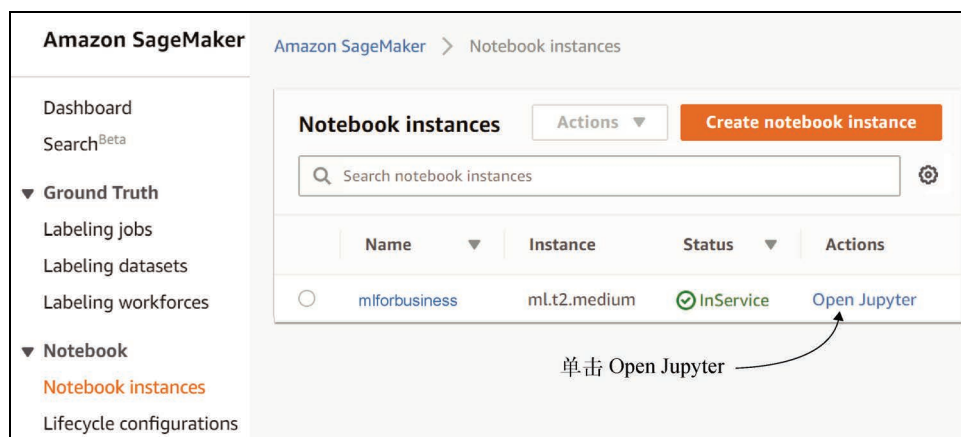 Amazon SageMaker
Dashboard
Search Beta
Ground Truth
Labeling jobs
Labeling datasets
Labeling workforces
Notebook
Notebook instances
Lifecycle configurations
Amazon SageMaker > Notebook instances
Notebook instances Actions Create notebook instance
Search notebook instances
Name Instance Status Actions
mlforbusiness ml.t2.medium InService Open Jupyter
单击 Open Jupyter